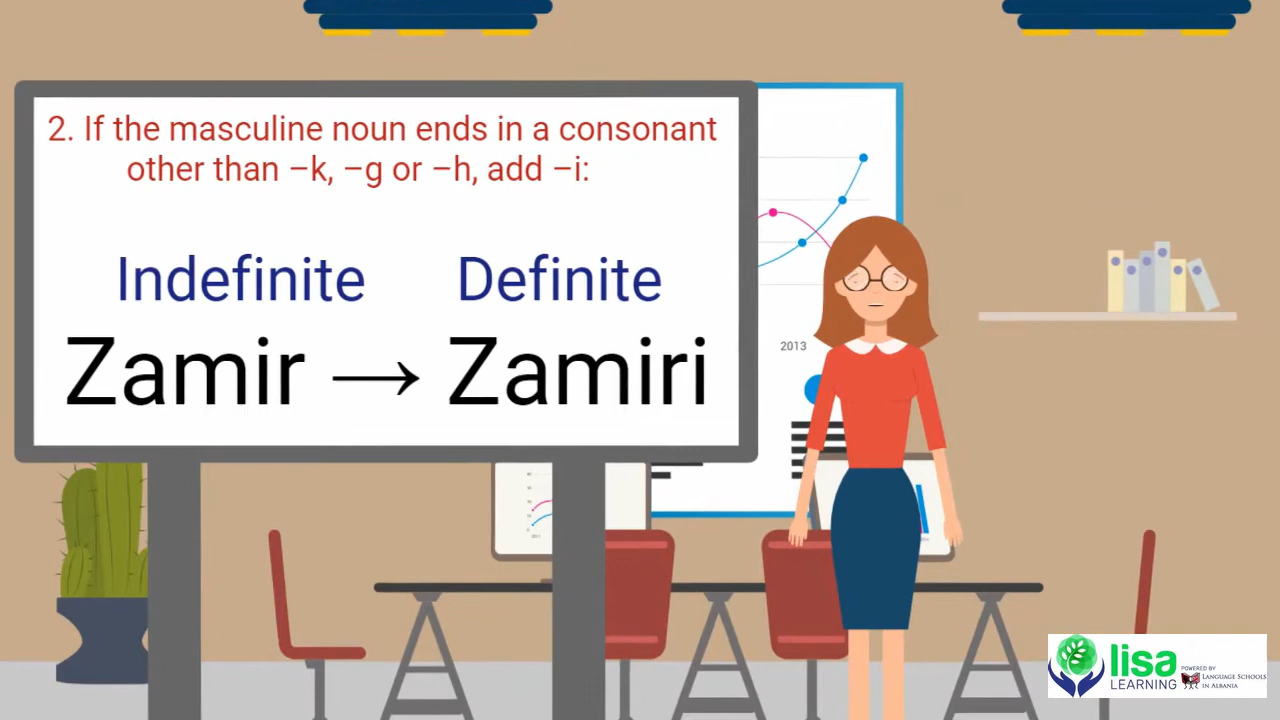 2. If the masculine noun ends in a consonant
other than –k, –g or –h, add –i:
Indefinite Definite
Zamir → Zamiri
2013
lisa
LEARNING
POWERED BY
LANGUAGE SCHOOLS
IN ALBANIA